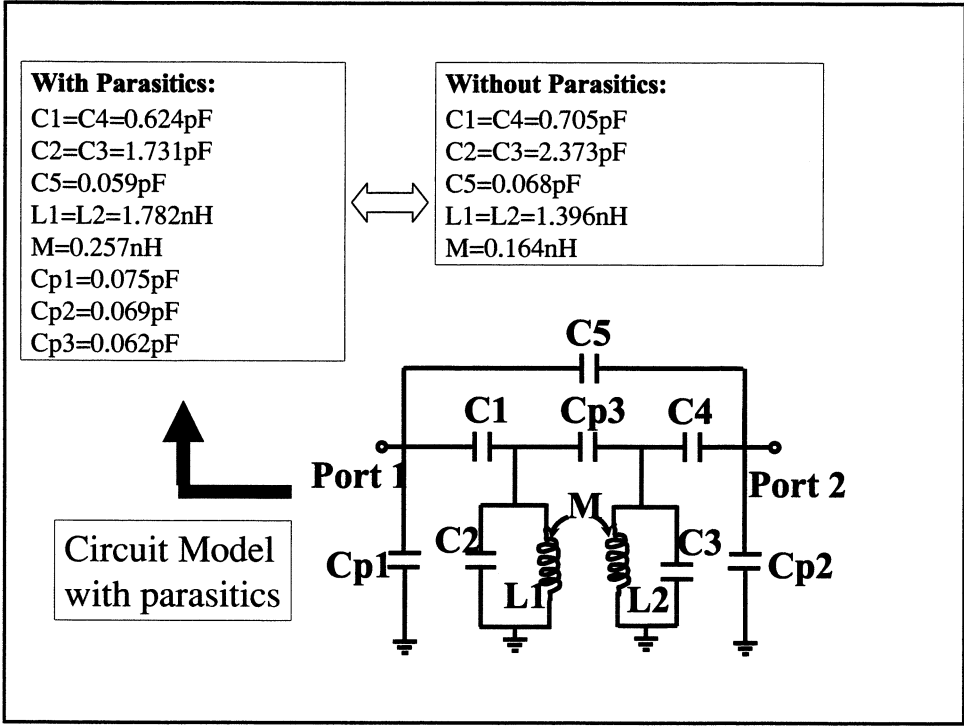 With Parasitics:
C1=C4=0.624pF
C2=C3=1.731pF
C5=0.059pF
L1=L2=1.782nH
M=0.257nH
Cp1=0.075pF
Cp2=0.069pF
Cp3=0.062pF
Without Parasitics:
C1=C4=0.705pF
C2=C3=2.373pF
C5=0.068pF
L1=L2=1.396nH
M=0.164nH
C5
C1
Cp3
C4
Port 1
Port 2
M
C2
C3
Cp1
Cp2
L1
L2
Circuit Model
with parasitics